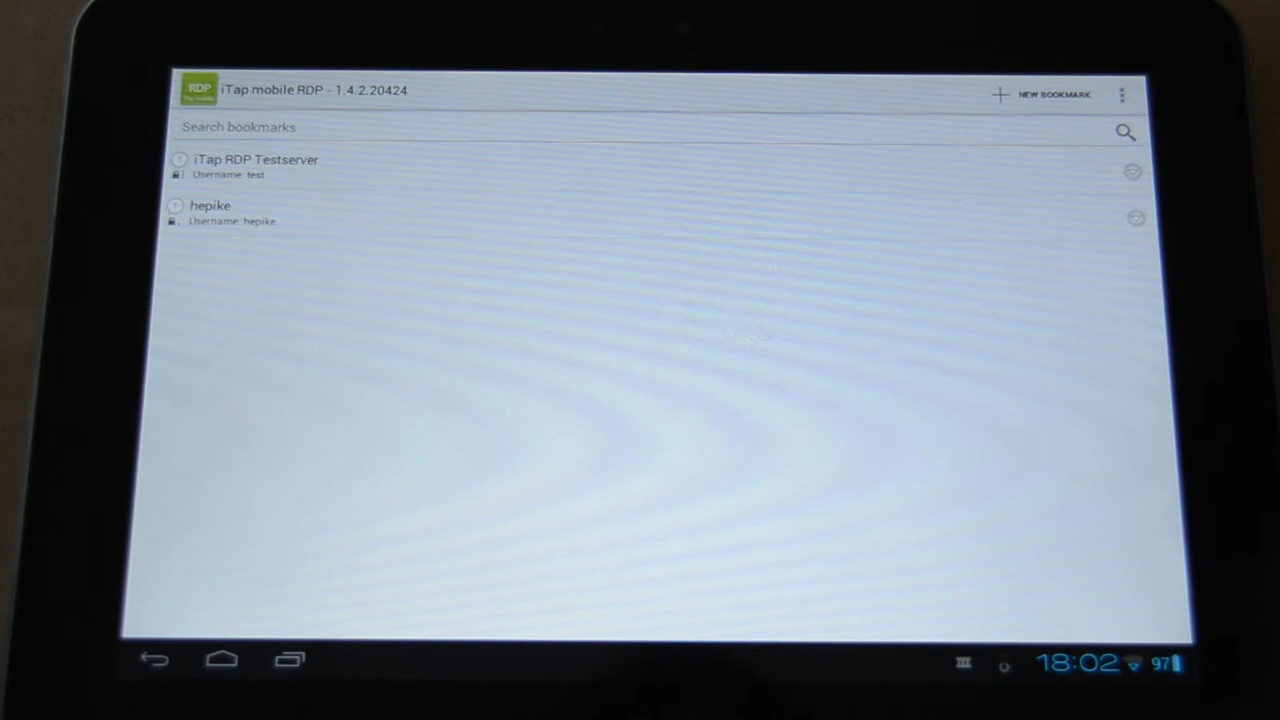 RDP
iTap mobile RDP - 1.4.2.20424
NEW BOOKMARK
Search bookmarks
iTap RDP Testserver
Username: test
hepike
Username: hepike
18:02
97